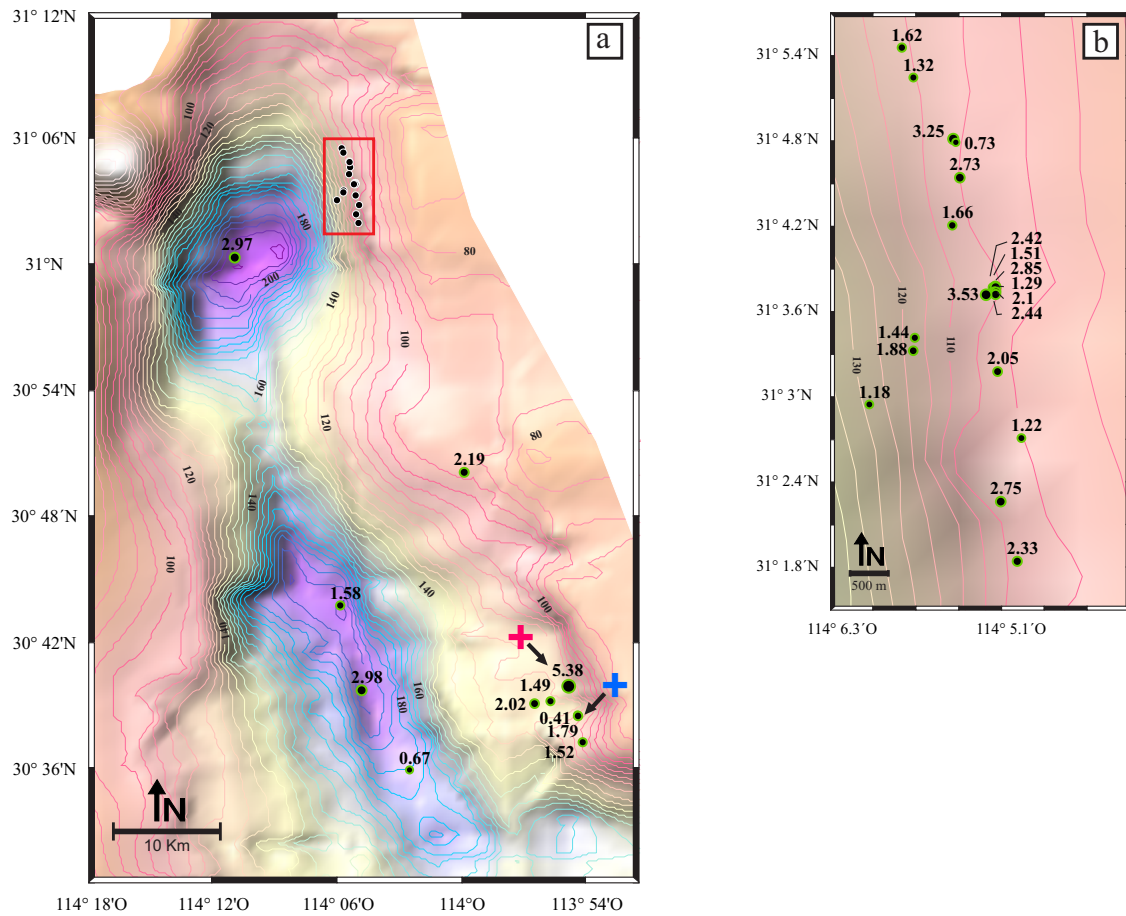 a
31° 12'N
31° 06'N
31° N
30° 54'N
30° 48'N
30° 42'N
30° 36'N
114° 18'O
114° 12'O
114° 06'O
114° O
113° 54'O
100
120
180
2.97
200
140
80
100
160
120
80
120
2.19
140
100
140
1.58
100
110
5.38
2.98
160
1.49
2.02
180
0.41
1.79
1.52
0.67
N
10 Km
b
31° 5.4'N
31° 4.8'N
31° 4.2'N
31° 3.6'N
31° 3'N
31° 2.4'N
31° 1.8'N
114° 6.3'O
114° 5.1'O
1.62
1.32
3.25
0.73
2.73
1.66
2.42
1.51
2.85
1.29
2.1
2.44
3.53
120
110
1.44
1.88
130
2.05
1.18
1.22
2.75
2.33
N
500 m